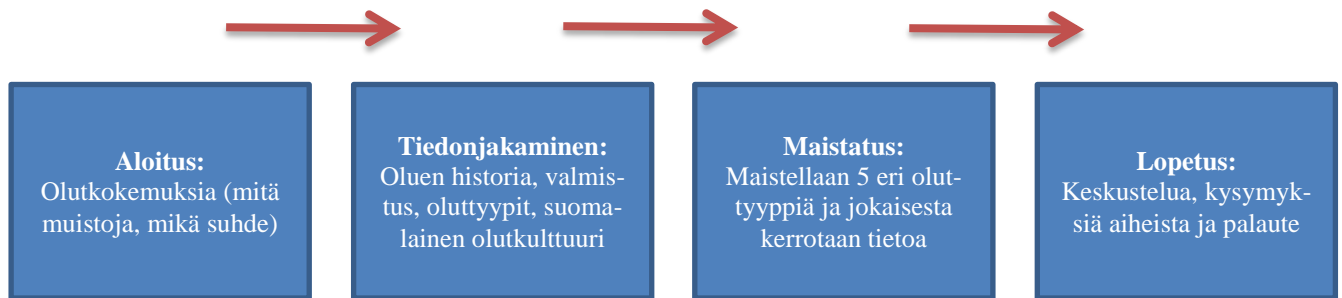 Aloitus:
Olutkokemuksia (mitä
muistoja, mikä suhde)
Tiedonjakaminen:
Oluen historia, valmis-
tus, oluttyypit, suoma-
lainen olutkulttuuri
Maistatus:
Maistellaan 5 eri olut-
tyyppiä ja jokaisesta
kerrotaan tietoa
Lopetus:
Keskustelua, kysymyk-
siä aiheista ja palaute